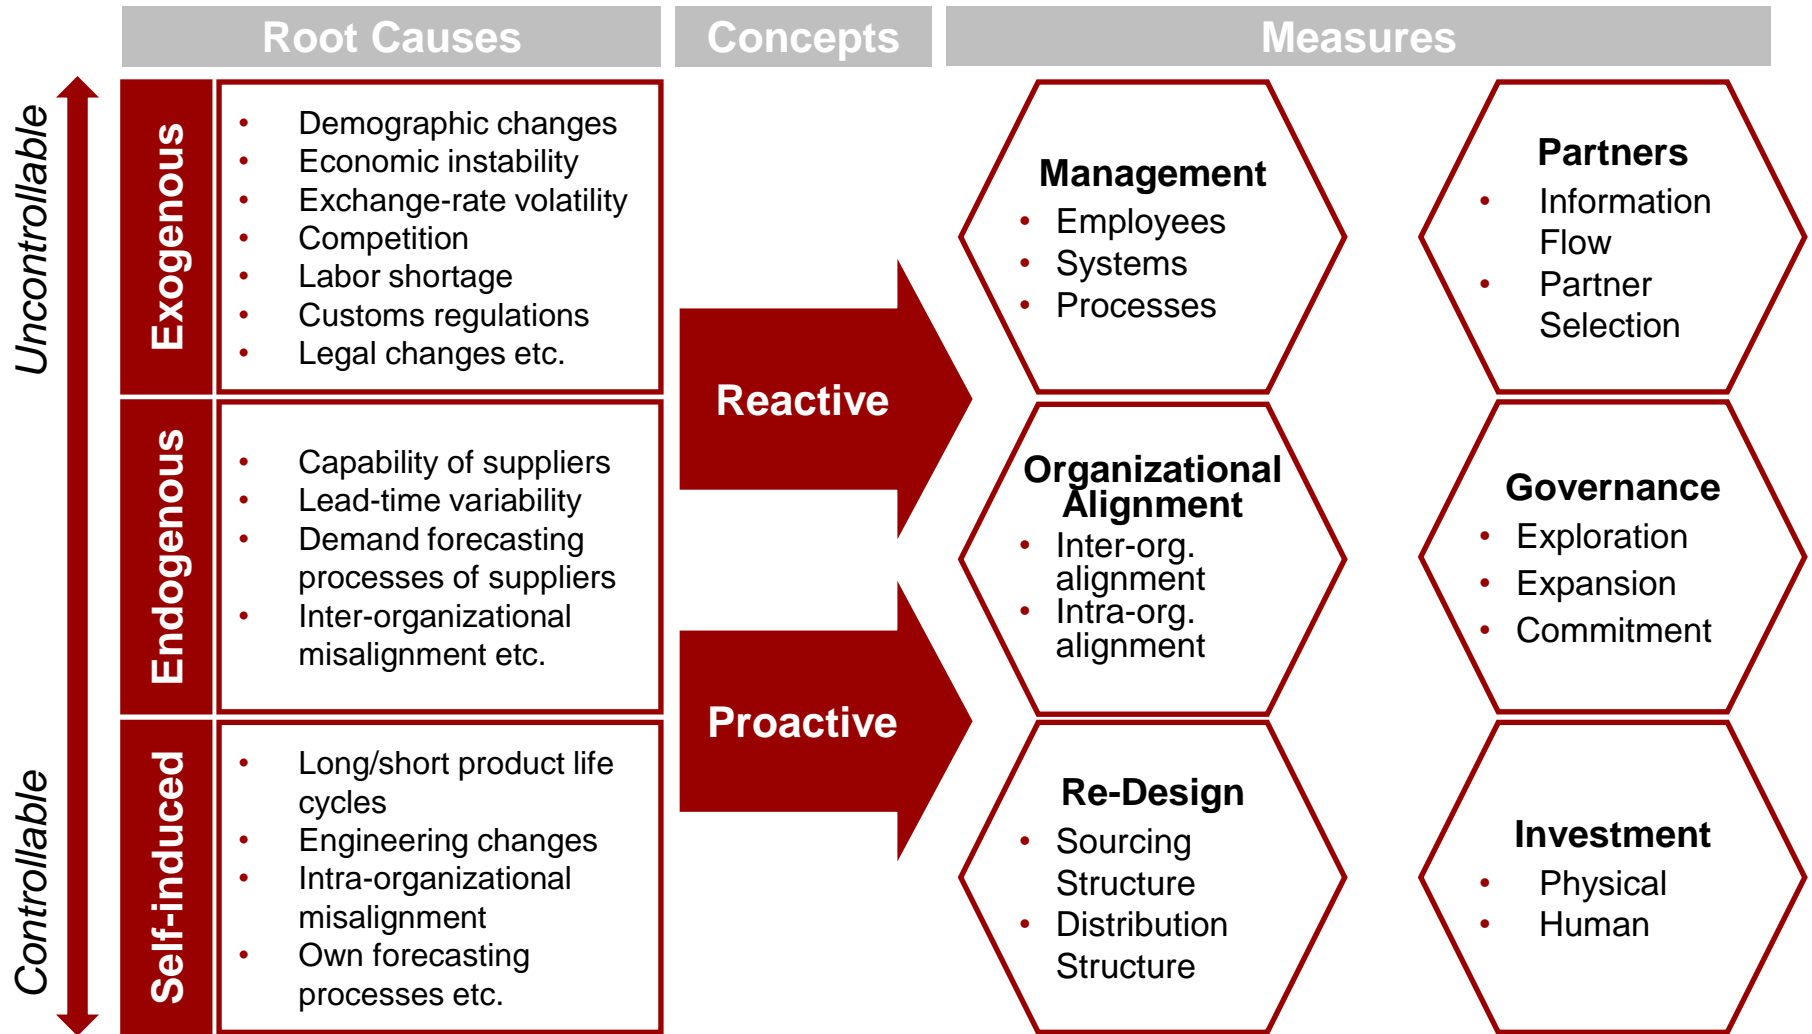 Root Causes
Concepts
Measures
Uncontrollable
Controllable
Exogenous
• Demographic changes
• Economic instability
• Exchange-rate volatility
• Competition
• Labor shortage
• Customs regulations
• Legal changes etc.
Endogenous
• Capability of suppliers
• Lead-time variability
• Demand forecasting
processes of suppliers
• Inter-organizational
misalignment etc.
Self-induced
• Long/short product life
cycles
• Engineering changes
• Intra-organizational
misalignment
• Own forecasting
processes etc.
Reactive
Proactive
Management
• Employees
• Systems
• Processes
Partners
• Information
Flow
• Partner
Selection
Organizational
Alignment
• Inter-org.
alignment
• Intra-org.
alignment
Governance
• Exploration
• Expansion
• Commitment
Re-Design
• Sourcing
Structure
• Distribution
Structure
Investment
• Physical
• Human